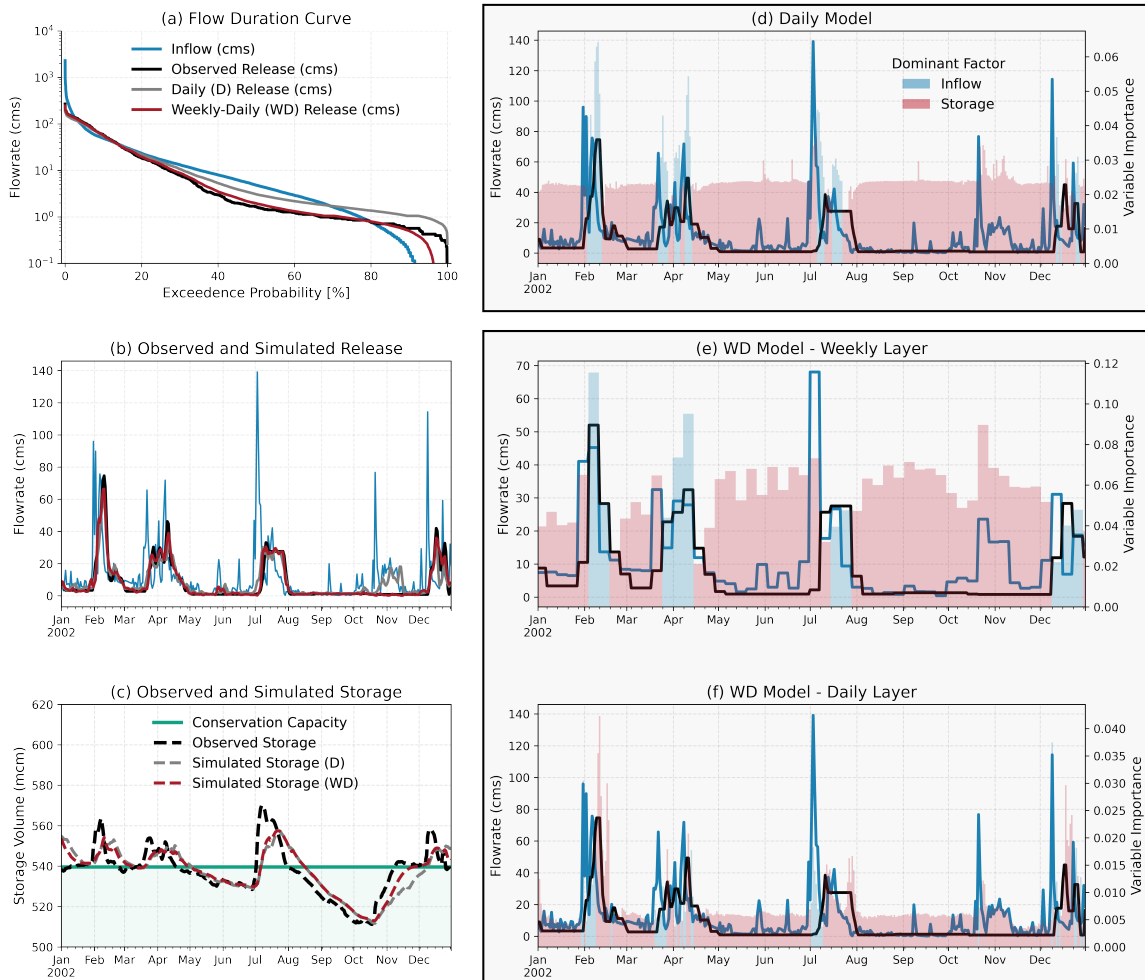 (a) Flow Duration Curve
10^4
10^3
10^2
10^1
10^0
10^-1
Flowrate (cms)
Inflow (cms)
Observed Release (cms)
Daily (D) Release (cms)
Weekly-Daily (WD) Release (cms)
0 20 40 60 80 100
Exceedence Probability [%]
(b) Observed and Simulated Release
140
120
100
80
60
40
20
0
Flowrate (cms)
Jan Feb Mar Apr May Jun Jul Aug Sep Oct Nov Dec
2002
(c) Observed and Simulated Storage
620
600
580
560
540
520
500
Storage Volume (mcm)
Conservation Capacity
Observed Storage
Simulated Storage (D)
Simulated Storage (WD)
Jan Feb Mar Apr May Jun Jul Aug Sep Oct Nov Dec
2002
(d) Daily Model
140
120
100
80
60
40
20
0
Flowrate (cms)
Dominant Factor
Inflow
Storage
0.06
0.05
0.04
0.03
0.02
0.01
0.00
Variable Importance
Jan Feb Mar Apr May Jun Jul Aug Sep Oct Nov Dec
2002
(e) WD Model - Weekly Layer
70
60
50
40
30
20
10
0
Flowrate (cms)
0.12
0.10
0.08
0.06
0.04
0.02
0.00
Variable Importance
Jan Feb Mar Apr May Jun Jul Aug Sep Oct Nov Dec
2002
(f) WD Model - Daily Layer
140
120
100
80
60
40
20
0
Flowrate (cms)
0.040
0.035
0.030
0.025
0.020
0.015
0.010
0.005
0.000
Variable Importance
Jan Feb Mar Apr May Jun Jul Aug Sep Oct Nov Dec
2002